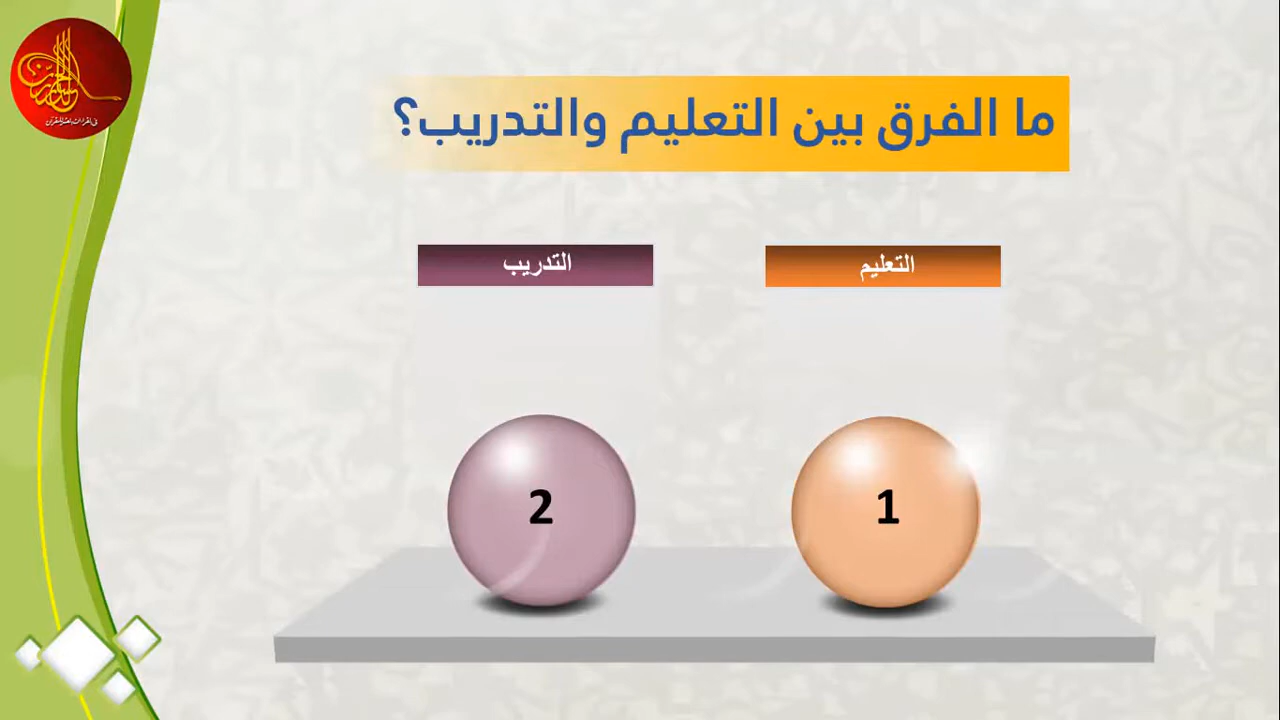 ما الفرق بين التعليم والتدريب؟
التعليم
التدريب
1
2